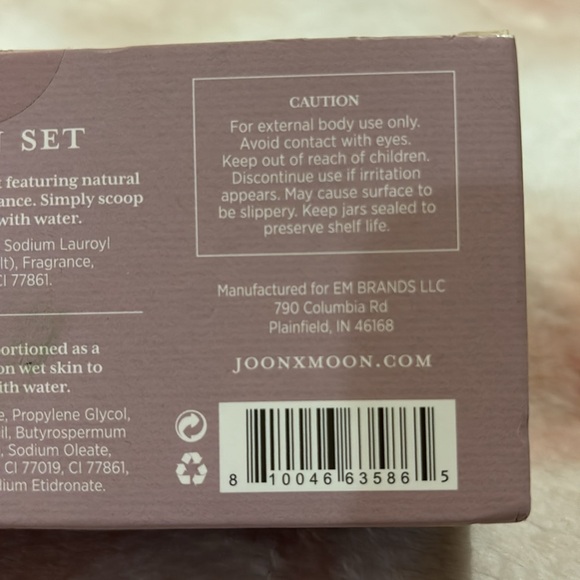 SET
featuring natural
ance. Simply scoop
with water.
Sodium Lauroyl
lt), Fragrance,
CI 77861.
ortioned as a
on wet skin to
ith water.
e, Propylene Glycol,
il, Butyrospermum
, Sodium Oleate,
CI 77019, CI 77861,
dium Etidronate.
CAUTION
For external body use only.
Avoid contact with eyes.
Keep out of reach of children.
Discontinue use if irritation
appears. May cause surface to
be slippery. Keep jars sealed to
preserve shelf life.
Manufactured for EM BRANDS LLC
790 Columbia Rd
Plainfield, IN 46168
JOONXMOON.COM
8 10046 63586 5